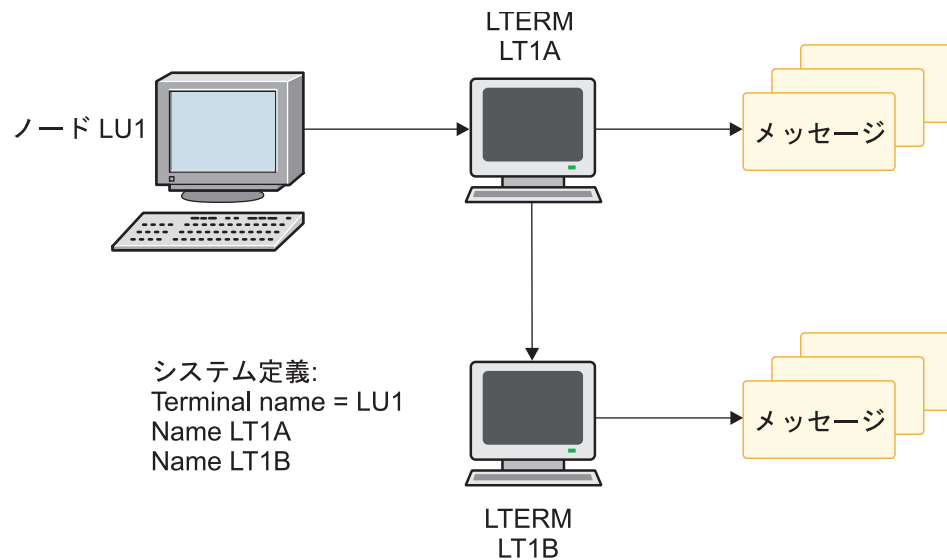 LTERM
LT1A
ノード LU1
メッセージ
システム定義:
Terminal name = LU1
Name LT1A
Name LT1B
メッセージ
LTERM
LT1B